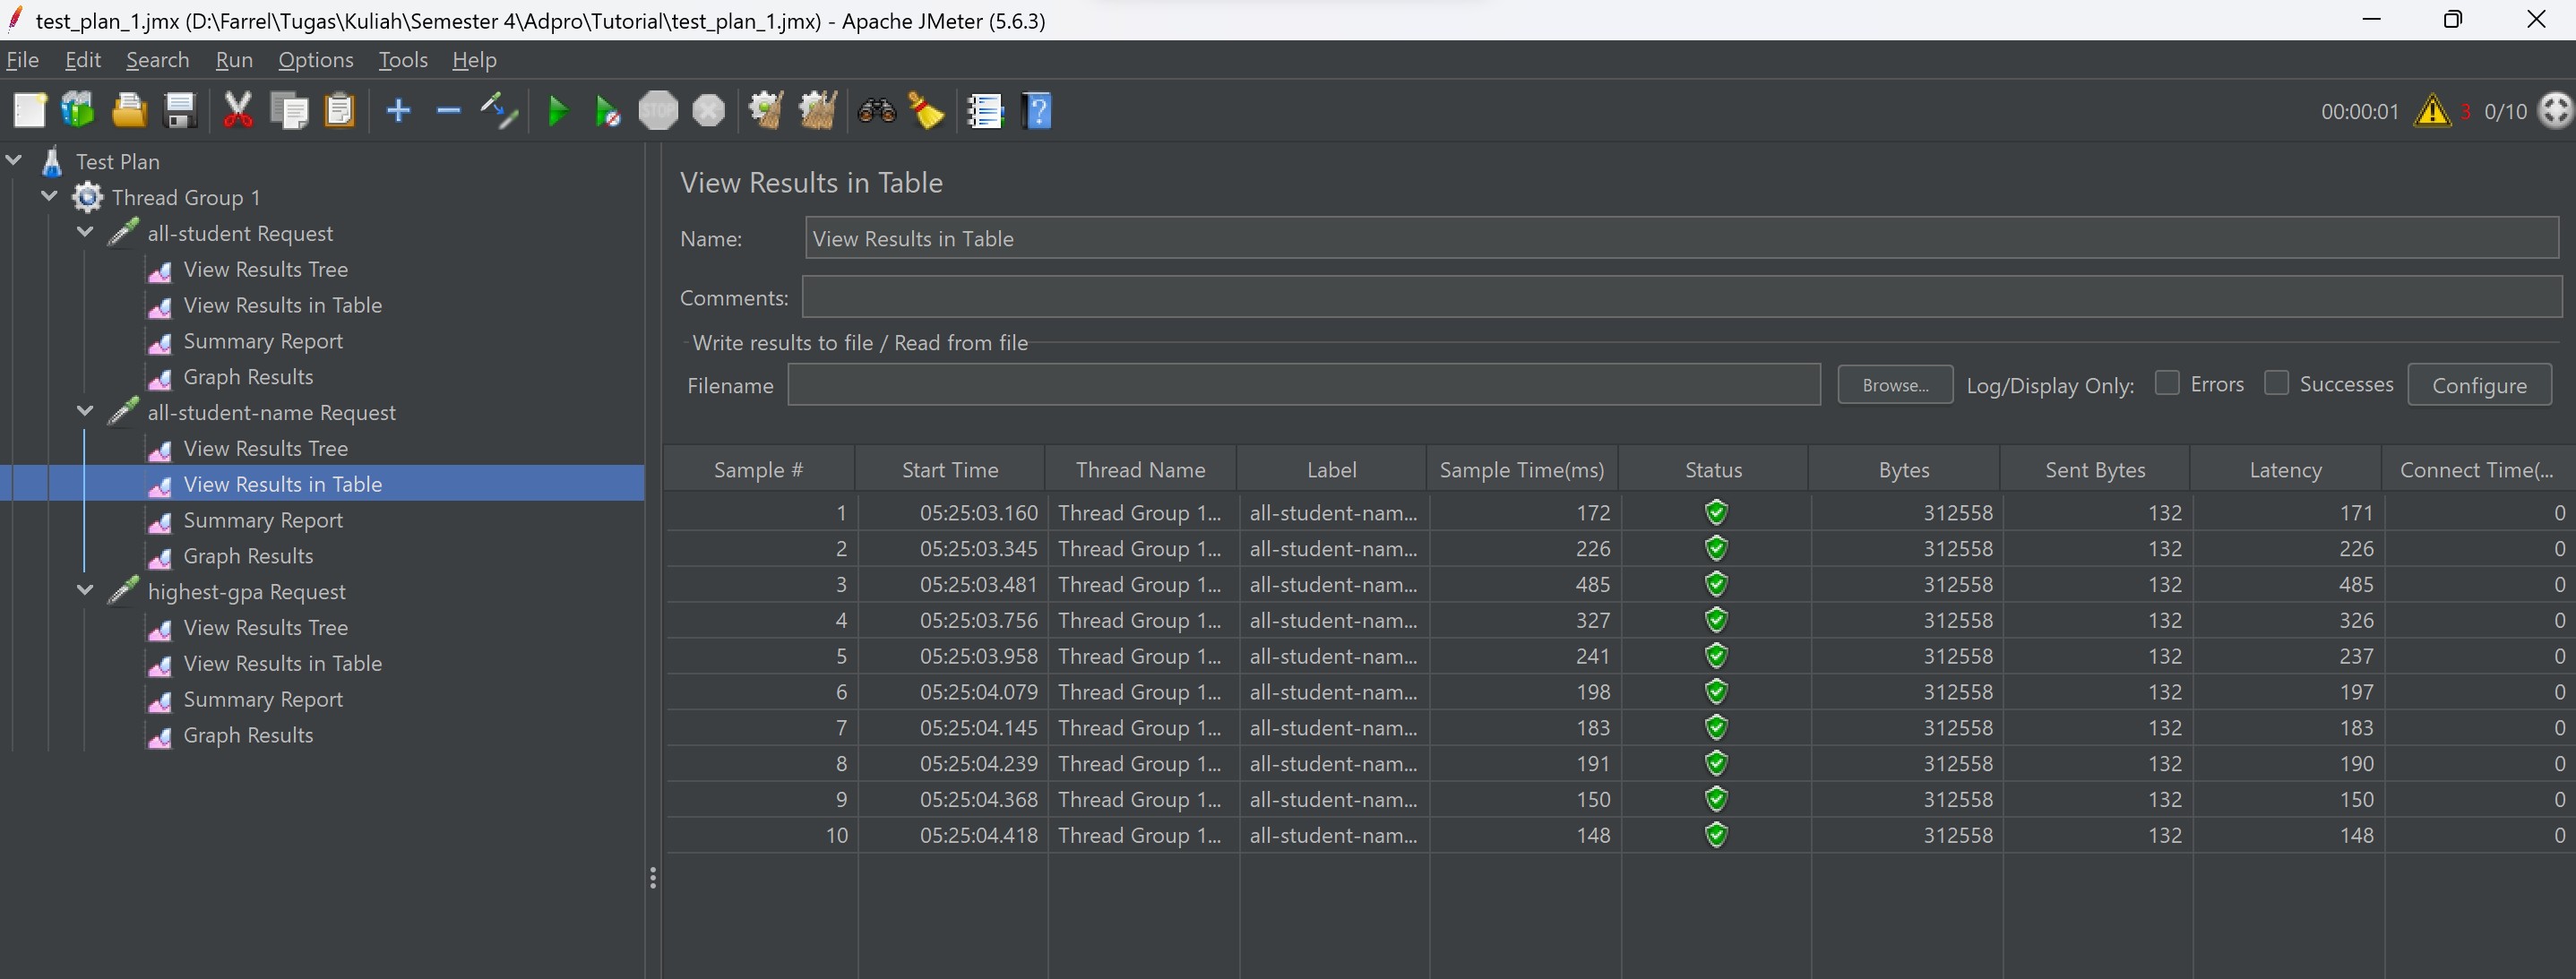 test_plan_1.jmx (D:\Farrel\Tugas\Kuliah\Semester 4\Adpro\Tutorial\test_plan_1.jmx) - Apache JMeter (5.6.3)
File Edit Search Run Options Tools Help
STOP 00:00:01 3 0/10
Test Plan
Thread Group 1
all-student Request
View Results Tree
View Results in Table
Summary Report
Graph Results
all-student-name Request
View Results Tree
View Results in Table
Summary Report
Graph Results
highest-gpa Request
View Results Tree
View Results in Table
Summary Report
Graph Results
View Results in Table
Name: View Results in Table
Comments:
Write results to file / Read from file
Filename Browse... Log/Display Only: Errors Successes Configure
Sample # Start Time Thread Name Label Sample Time(ms) Status Bytes Sent Bytes Latency Connect Time(...
1 05:25:03.160 Thread Group 1... all-student-nam... 172 312558 132 171 0
2 05:25:03.345 Thread Group 1... all-student-nam... 226 312558 132 226 0
3 05:25:03.481 Thread Group 1... all-student-nam... 485 312558 132 485 0
4 05:25:03.756 Thread Group 1... all-student-nam... 327 312558 132 326 0
5 05:25:03.958 Thread Group 1... all-student-nam... 241 312558 132 237 0
6 05:25:04.079 Thread Group 1... all-student-nam... 198 312558 132 197 0
7 05:25:04.145 Thread Group 1... all-student-nam... 183 312558 132 183 0
8 05:25:04.239 Thread Group 1... all-student-nam... 191 312558 132 190 0
9 05:25:04.368 Thread Group 1... all-student-nam... 150 312558 132 150 0
10 05:25:04.418 Thread Group 1... all-student-nam... 148 312558 132 148 0